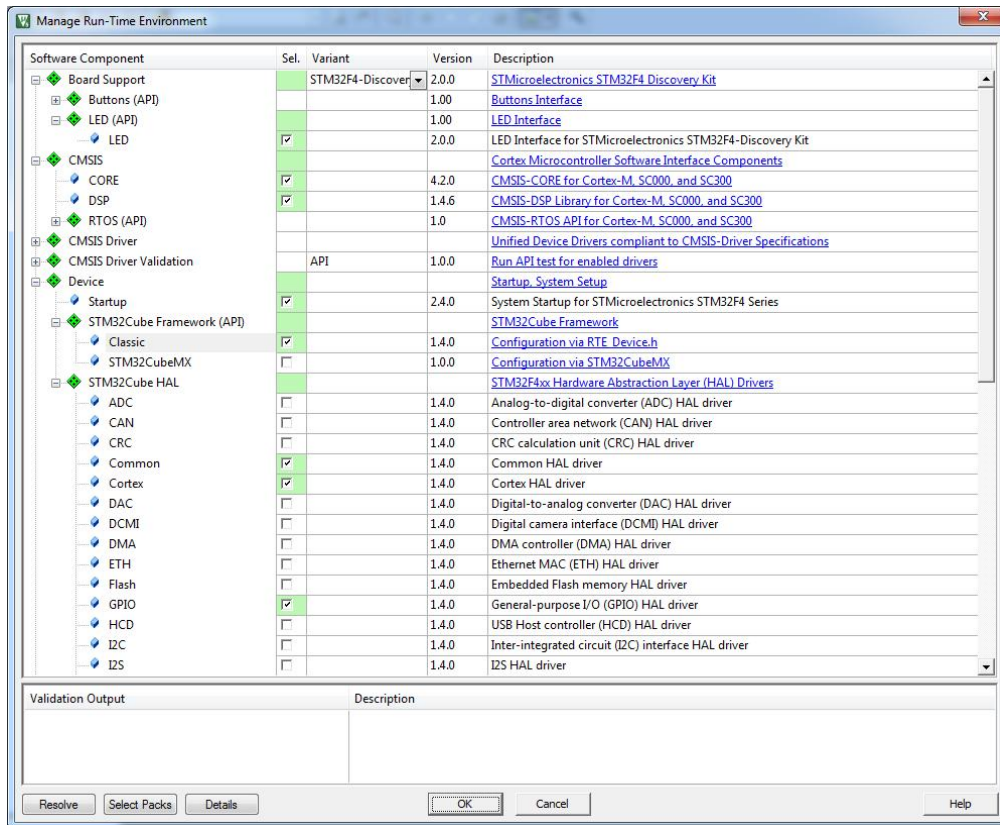 Manage Run-Time Environment
Software Component Sel. Variant Version Description
Board Support STM32F4-Discover 2.0.0 STMicroelectronics STM32F4 Discovery Kit
Buttons (API) 1.00 Buttons Interface
LED (API) 1.00 LED Interface
LED 2.0.0 LED Interface for STMicroelectronics STM32F4-Discovery Kit
CMSIS Cortex Microcontroller Software Interface Components
CORE 4.2.0 CMSIS-CORE for Cortex-M, SC000, and SC300
DSP 1.4.6 CMSIS-DSP Library for Cortex-M, SC000, and SC300
RTOS (API) 1.0 CMSIS-RTOS API for Cortex-M, SC000, and SC300
CMSIS Driver Unified Device Drivers compliant to CMSIS-Driver Specifications
CMSIS Driver Validation API 1.0.0 Run API test for enabled drivers
Device Startup, System Setup
Startup 2.4.0 System Startup for STMicroelectronics STM32F4 Series
STM32Cube Framework (API) STM32Cube Framework
Classic 1.4.0 Configuration via RTE_Device.h
STM32CubeMX 1.0.0 Configuration via STM32CubeMX
STM32Cube HAL STM32F4xx Hardware Abstraction Layer (HAL) Drivers
ADC 1.4.0 Analog-to-digital converter (ADC) HAL driver
CAN 1.4.0 Controller area network (CAN) HAL driver
CRC 1.4.0 CRC calculation unit (CRC) HAL driver
Common 1.4.0 Common HAL driver
Cortex 1.4.0 Cortex HAL driver
DAC 1.4.0 Digital-to-analog converter (DAC) HAL driver
DCMI 1.4.0 Digital camera interface (DCMI) HAL driver
DMA 1.4.0 DMA controller (DMA) HAL driver
ETH 1.4.0 Ethernet MAC (ETH) HAL driver
Flash 1.4.0 Embedded Flash memory HAL driver
GPIO 1.4.0 General-purpose I/O (GPIO) HAL driver
HCD 1.4.0 USB Host controller (HCD) HAL driver
I2C 1.4.0 Inter-integrated circuit (I2C) interface HAL driver
I2S 1.4.0 I2S HAL driver
Validation Output Description
Resolve Select Packs Details OK Cancel Help